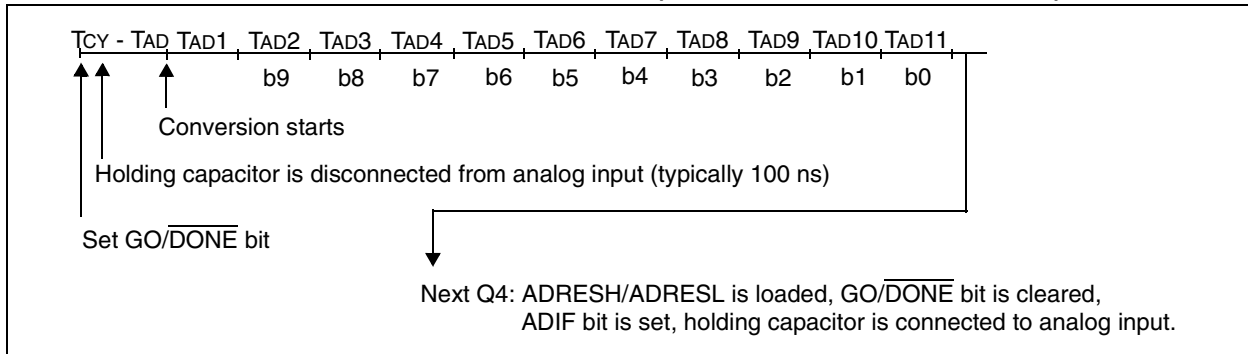 TCY - TAD TAD1 TAD2 TAD3 TAD4 TAD5 TAD6 TAD7 TAD8 TAD9 TAD10 TAD11
b9 b8 b7 b6 b5 b4 b3 b2 b1 b0
Conversion starts
Holding capacitor is disconnected from analog input (typically 100 ns)
Set GO/DONE bit
Next Q4: ADRESH/ADRESL is loaded, GO/DONE bit is cleared,
ADIF bit is set, holding capacitor is connected to analog input.